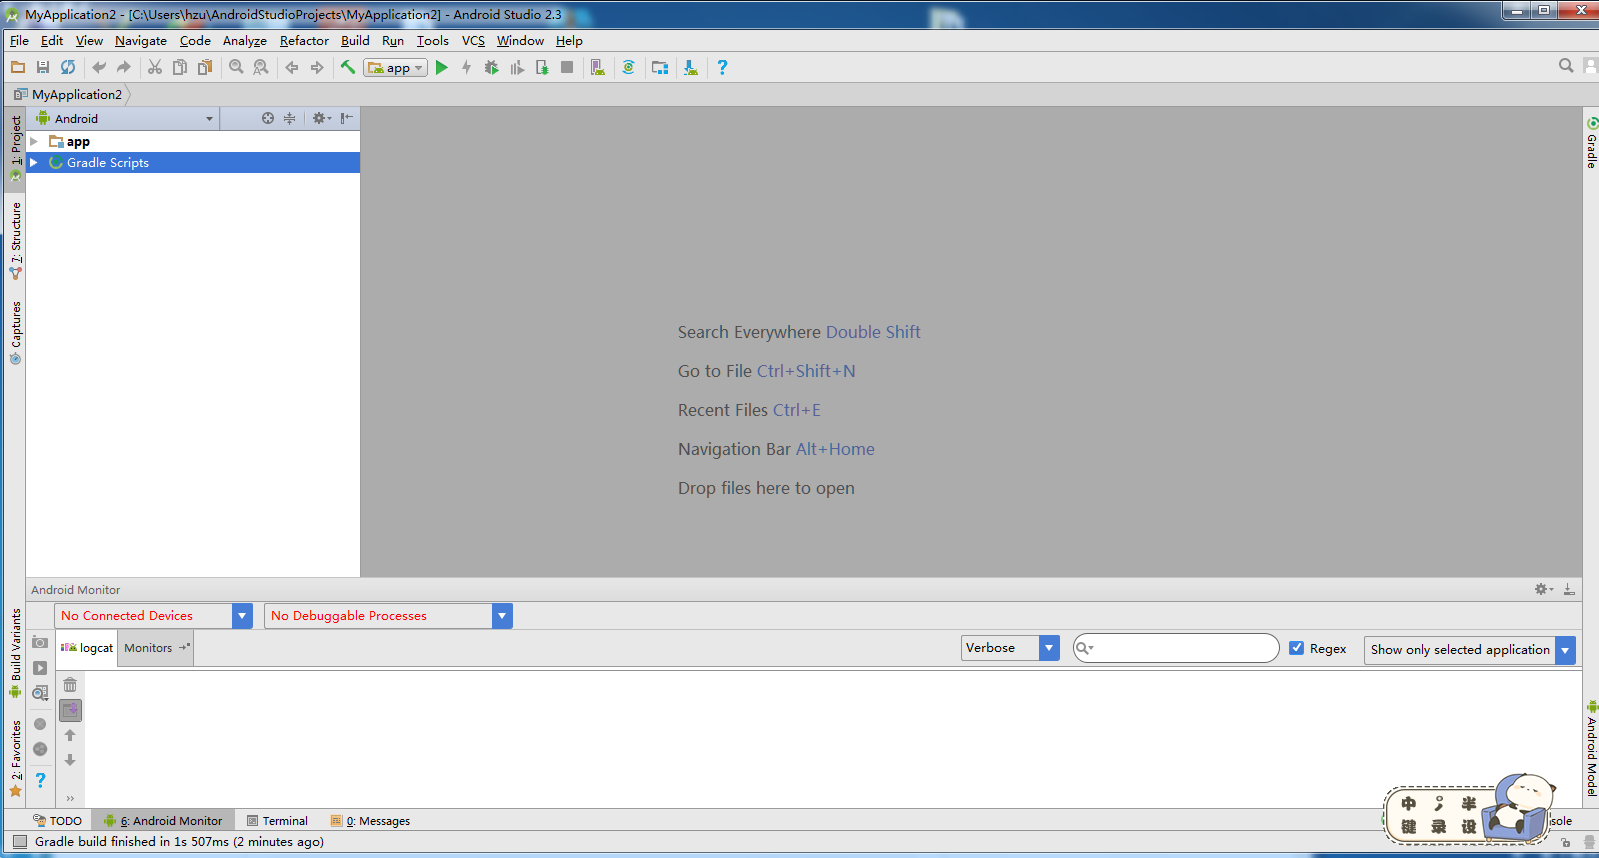 MyApplication2 - [C:\Users\hzu\AndroidStudioProjects\MyApplication2] - Android Studio 2.3
File Edit View Navigate Code Analyze Refactor Build Run Tools VCS Window Help
app
MyApplication2
1: Project
7: Structure
Captures
Build Variants
2: Favorites
Android
app
Gradle Scripts
Search Everywhere Double Shift
Go to File Ctrl+Shift+N
Recent Files Ctrl+E
Navigation Bar Alt+Home
Drop files here to open
Gradle
Android Model
Android Monitor
No Connected Devices No Debuggable Processes
logcat Monitors Verbose Regex Show only selected application
TODO 6: Android Monitor Terminal 0: Messages
中 ， 半
键 录 设
Gradle build finished in 1s 507ms (2 minutes ago)